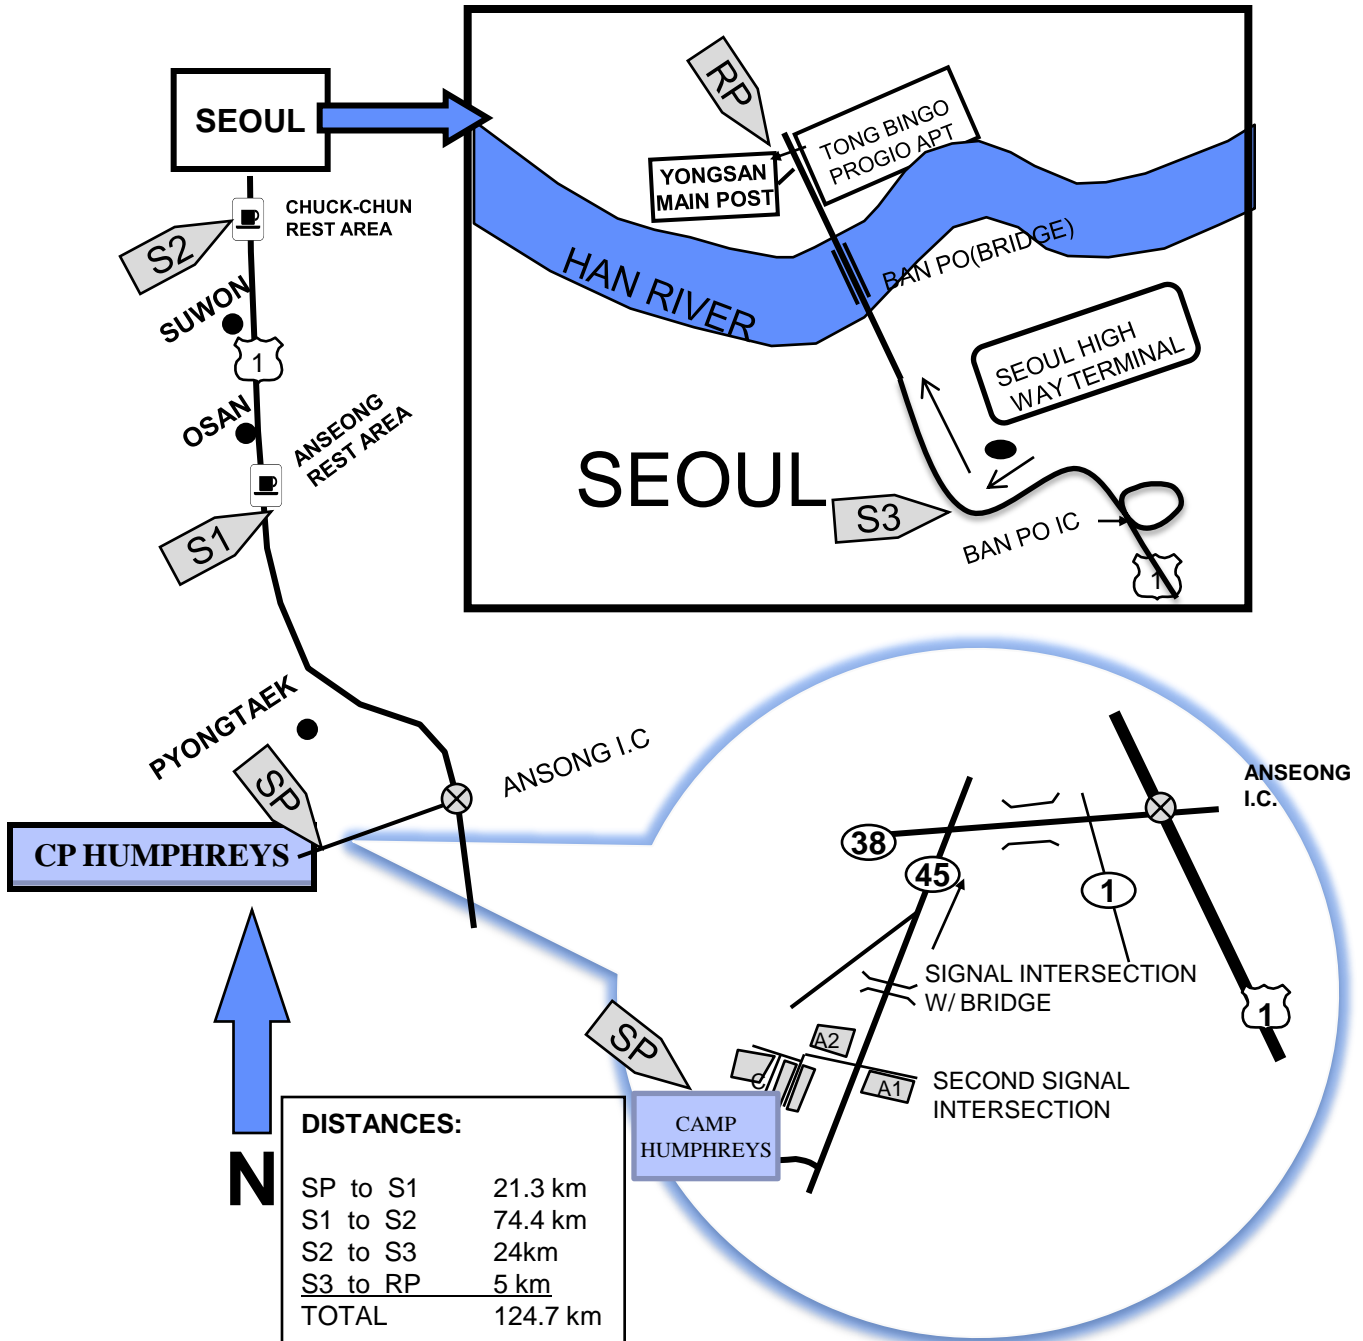 SEOUL
RP
TONG BINGO
PROGIO APT
YONGSAN
MAIN POST
CHUCK-CHUN
REST AREA
S2
HAN RIVER
BAN PO(BRIDGE)
SUWON
1
SEOUL HIGH
WAY TERMINAL
OSAN
ANSEONG
REST AREA
SEOUL
S3
S1
BAN PO IC
1
PYONGTAEK
ANSONG I.C
SP
CP HUMPHREYS
ANSEONG
I.C.
38
45
1
SIGNAL INTERSECTION
W/ BRIDGE
1
SP
A2
C
A1
SECOND SIGNAL
INTERSECTION
CAMP
HUMPHREYS
N
DISTANCES:
SP to S1 21.3 km
S1 to S2 74.4 km
S2 to S3 24km
S3 to RP 5 km
TOTAL 124.7 km